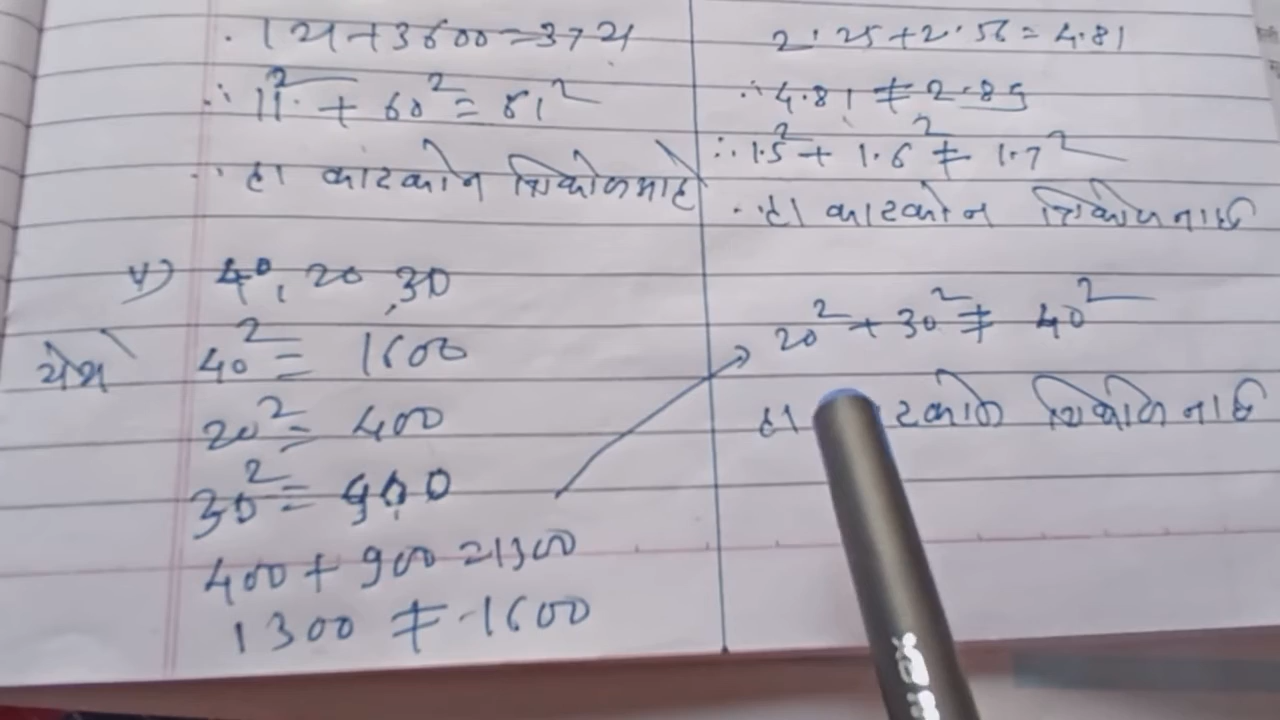 121+3600=3721
∴ 11² + 60² = 61²
∴ हा काटकोन त्रिकोण आहे
५) 40, 20, 30
येथे 40² = 1600
20² = 400
30² = 900
400 + 900 = 1300
1300 ≠ 1600
2.25+2.56=4.81
∴ 4.81 ≠ 2.89
∴ 1.5² + 1.6² ≠ 1.7²
∴ हा काटकोन त्रिकोण नाही
20² + 30² ≠ 40²
हा टकोन त्रिकोण नाही